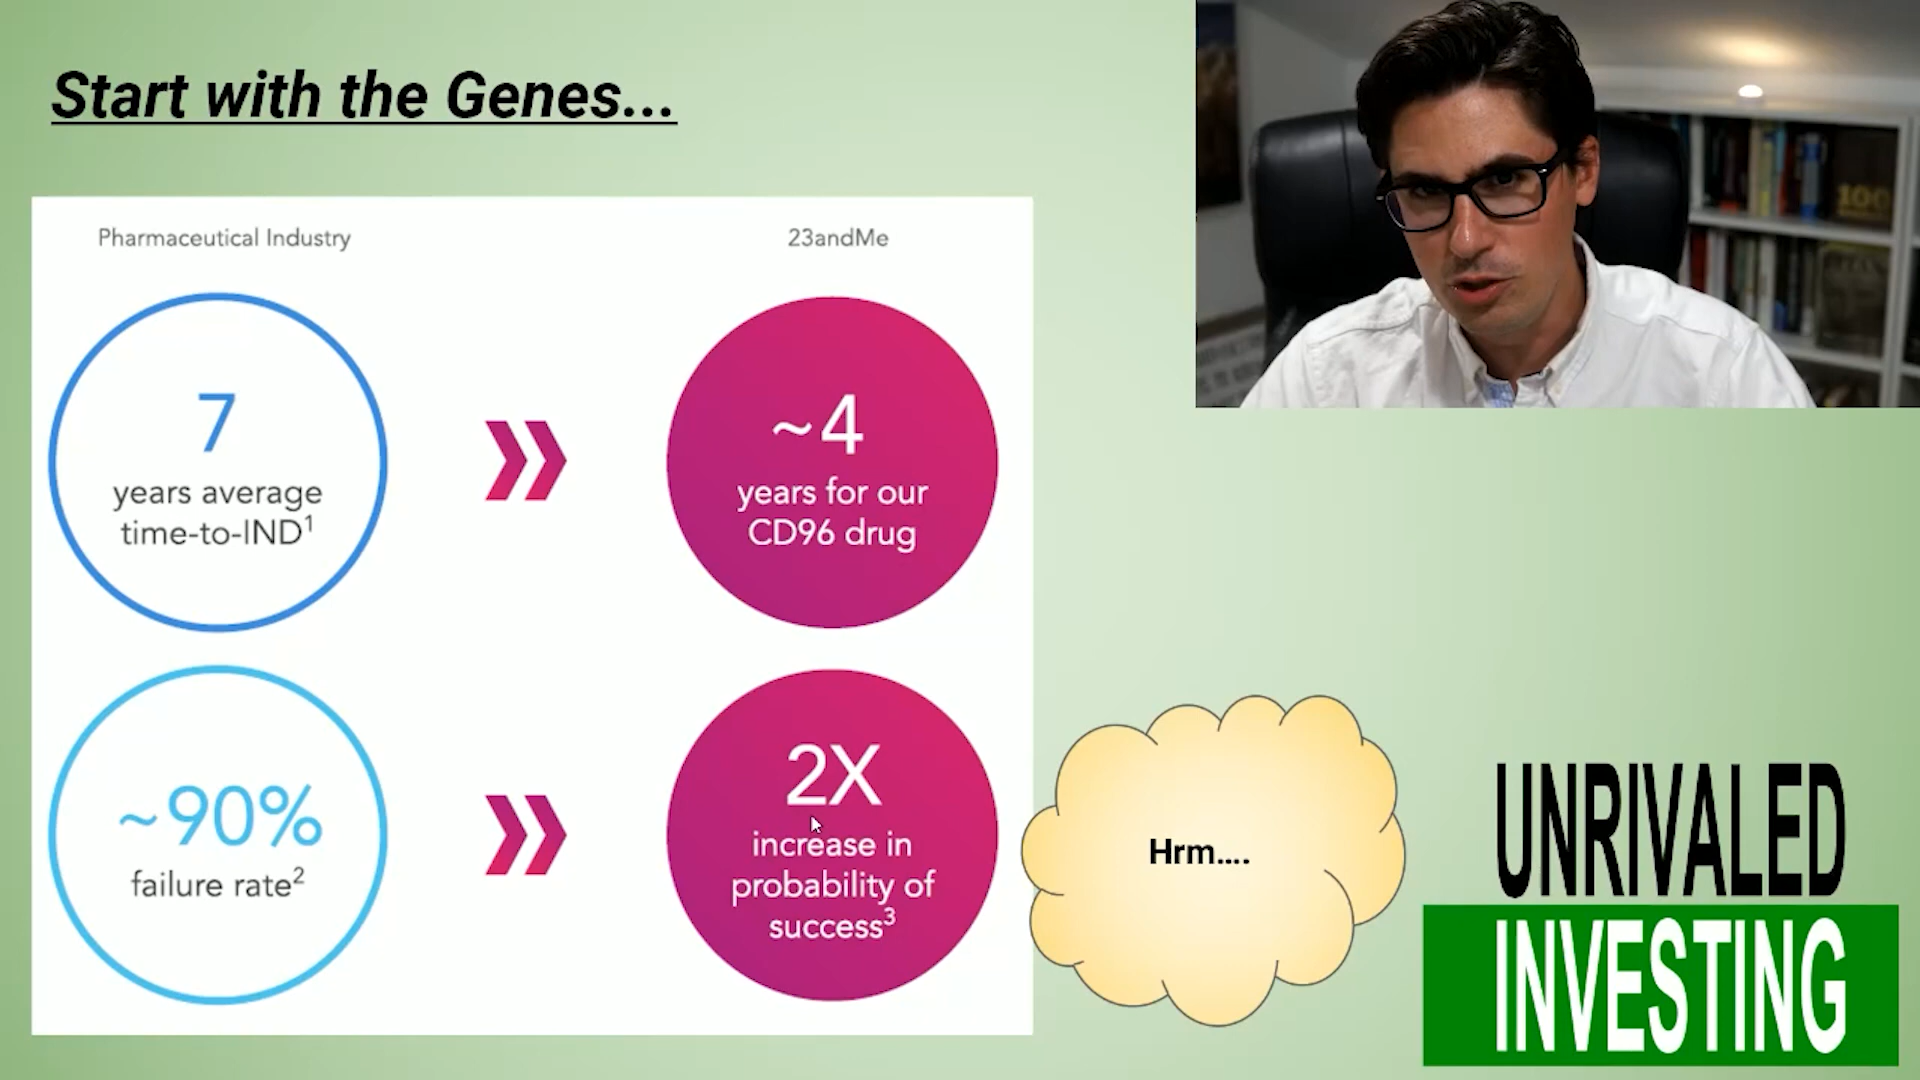 Start with the Genes...
Pharmaceutical Industry
23andMe
7
years average
time-to-IND¹
~4
years for our
CD96 drug
~90%
failure rate²
2X
increase in
probability of
success³
Hrm....
UNRIVALED
INVESTING
100